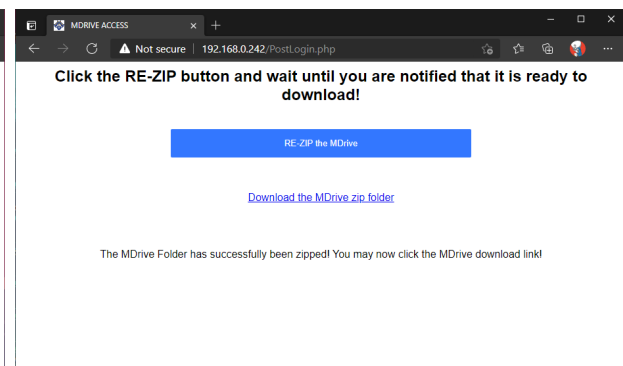 MDRIVE ACCESS
Not secure | 192.168.0.242/PostLogin.php
Click the RE-ZIP button and wait until you are notified that it is ready to
download!
RE-ZIP the MDrive
Download the MDrive zip folder
The MDrive Folder has successfully been zipped! You may now click the MDrive download link!